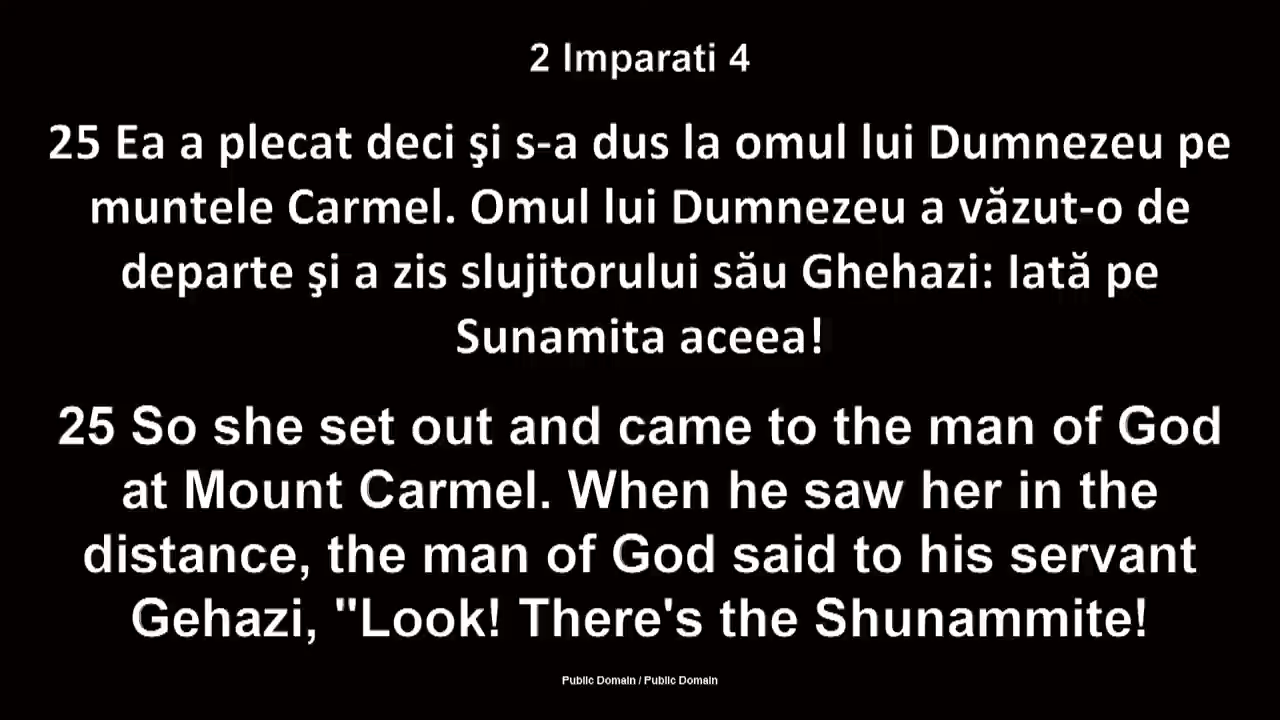 2 Imparati 4
25 Ea a plecat deci şi s-a dus la omul lui Dumnezeu pe
muntele Carmel. Omul lui Dumnezeu a văzut-o de
departe şi a zis slujitorului său Ghehazi: Iată pe
Sunamita aceea!
25 So she set out and came to the man of God
at Mount Carmel. When he saw her in the
distance, the man of God said to his servant
Gehazi, "Look! There's the Shunammite!
Public Domain / Public Domain